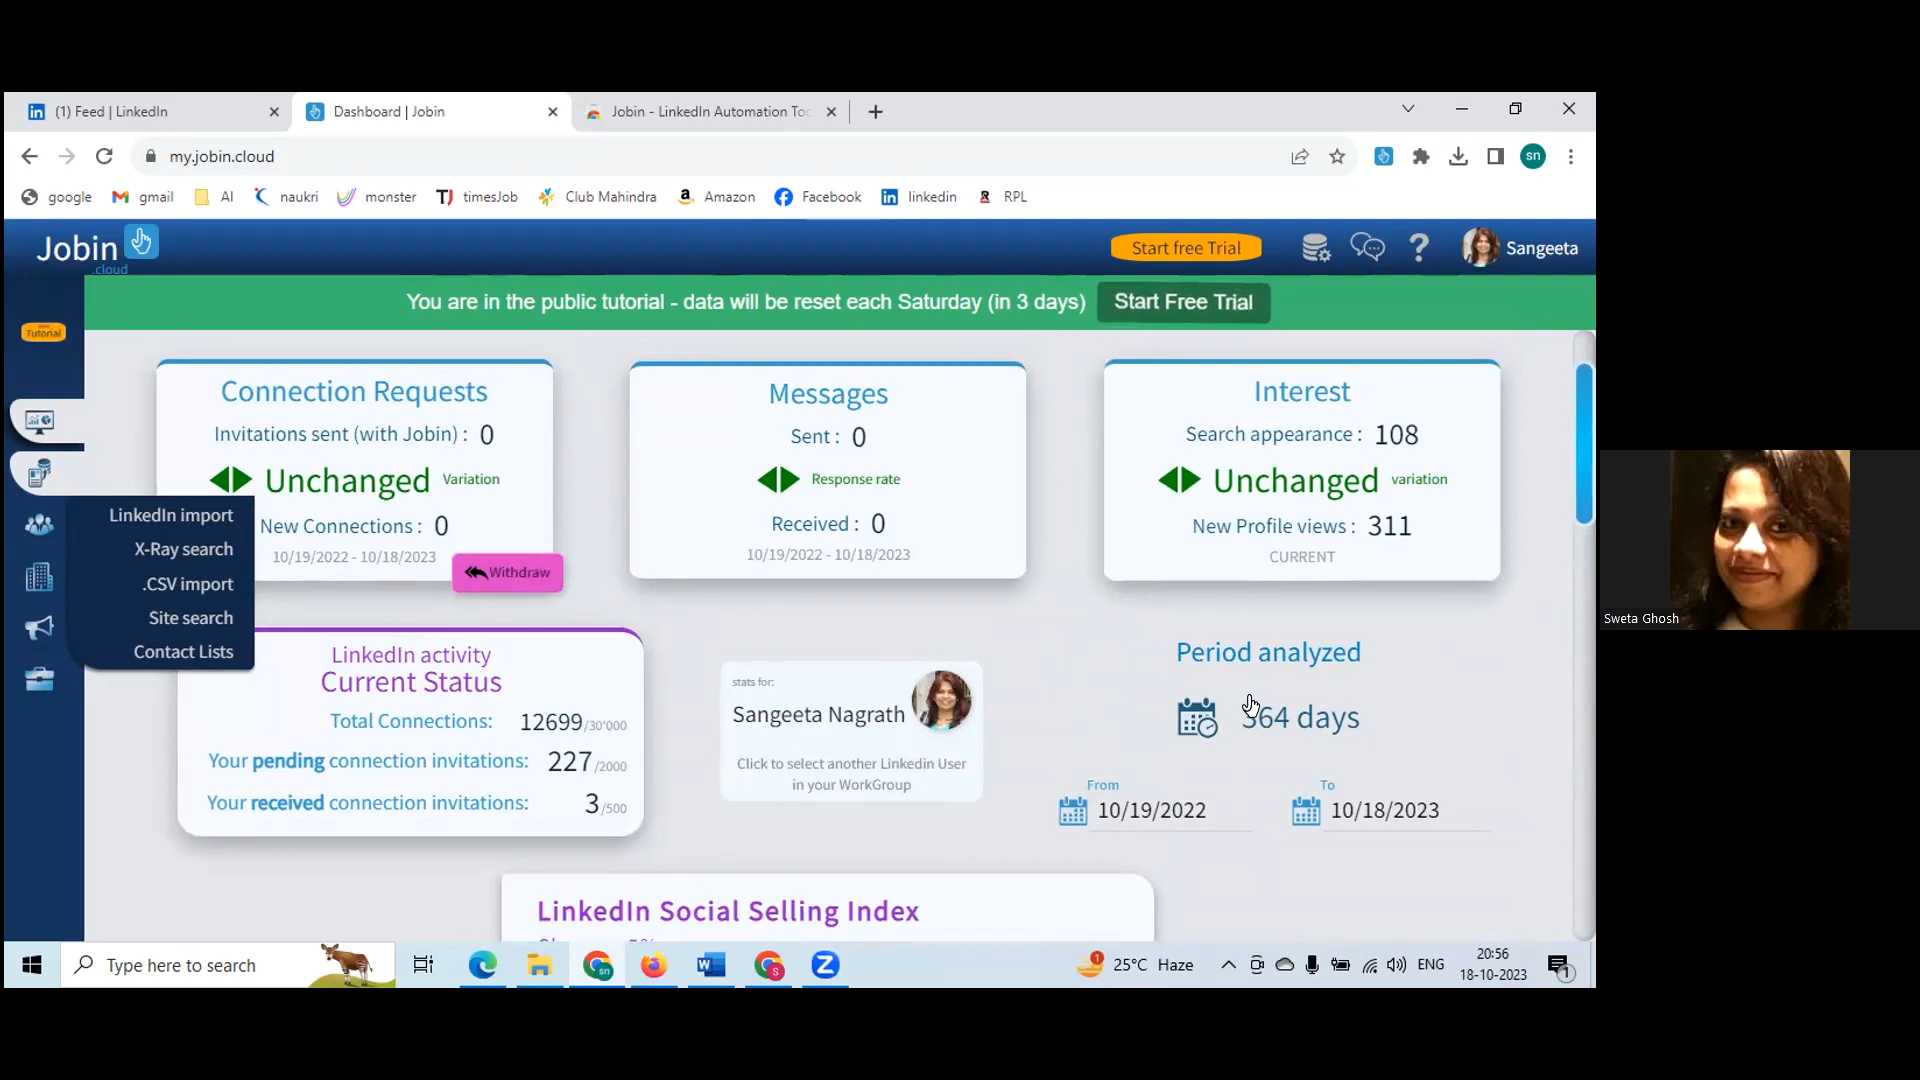 (1) Feed | LinkedIn
Dashboard | Jobin
Jobin - LinkedIn Automation Too
my.jobin.cloud
sn
google
gmail
AI
naukri
monster
TJ timesJob
Club Mahindra
Amazon
Facebook
linkedin
RPL
Jobin
.cloud
Start free Trial
Sangeeta
You are in the public tutorial - data will be reset each Saturday (in 3 days)
Start Free Trial
Tutorial
LinkedIn import
X-Ray search
.CSV import
Site search
Contact Lists
Connection Requests
Invitations sent (with Jobin) : 0
Unchanged Variation
New Connections : 0
10/19/2022 - 10/18/2023
Withdraw
Messages
Sent : 0
Response rate
Received : 0
10/19/2022 - 10/18/2023
Interest
Search appearance : 108
Unchanged variation
New Profile views : 311
CURRENT
LinkedIn activity
Current Status
Total Connections: 12699/30'000
Your pending connection invitations: 227/2000
Your received connection invitations: 3/500
stats for:
Sangeeta Nagrath
Click to select another Linkedin User
in your WorkGroup
Period analyzed
364 days
From
10/19/2022
To
10/18/2023
LinkedIn Social Selling Index
Sweta Ghosh
Type here to search
25°C Haze
ENG
20:56
18-10-2023